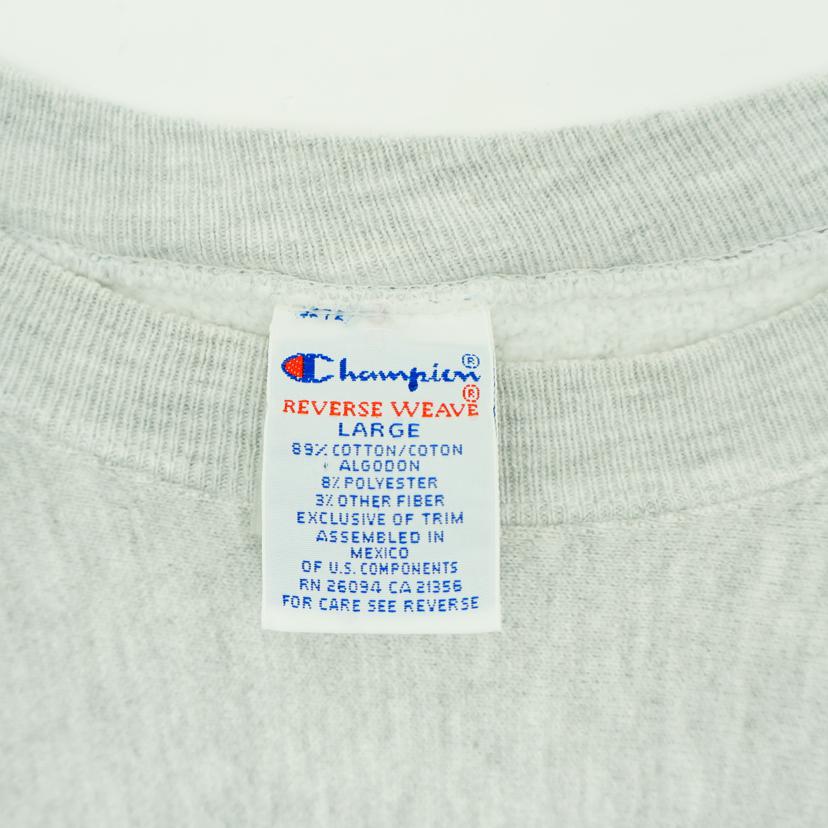 Champion®
REVERSE WEAVE®
LARGE
89% COTTON/COTON
ALGODON
8% POLYESTER
3% OTHER FIBER
EXCLUSIVE OF TRIM
ASSEMBLED IN
MEXICO
OF U.S. COMPONENTS
RN 26094 CA 21356
FOR CARE SEE REVERSE